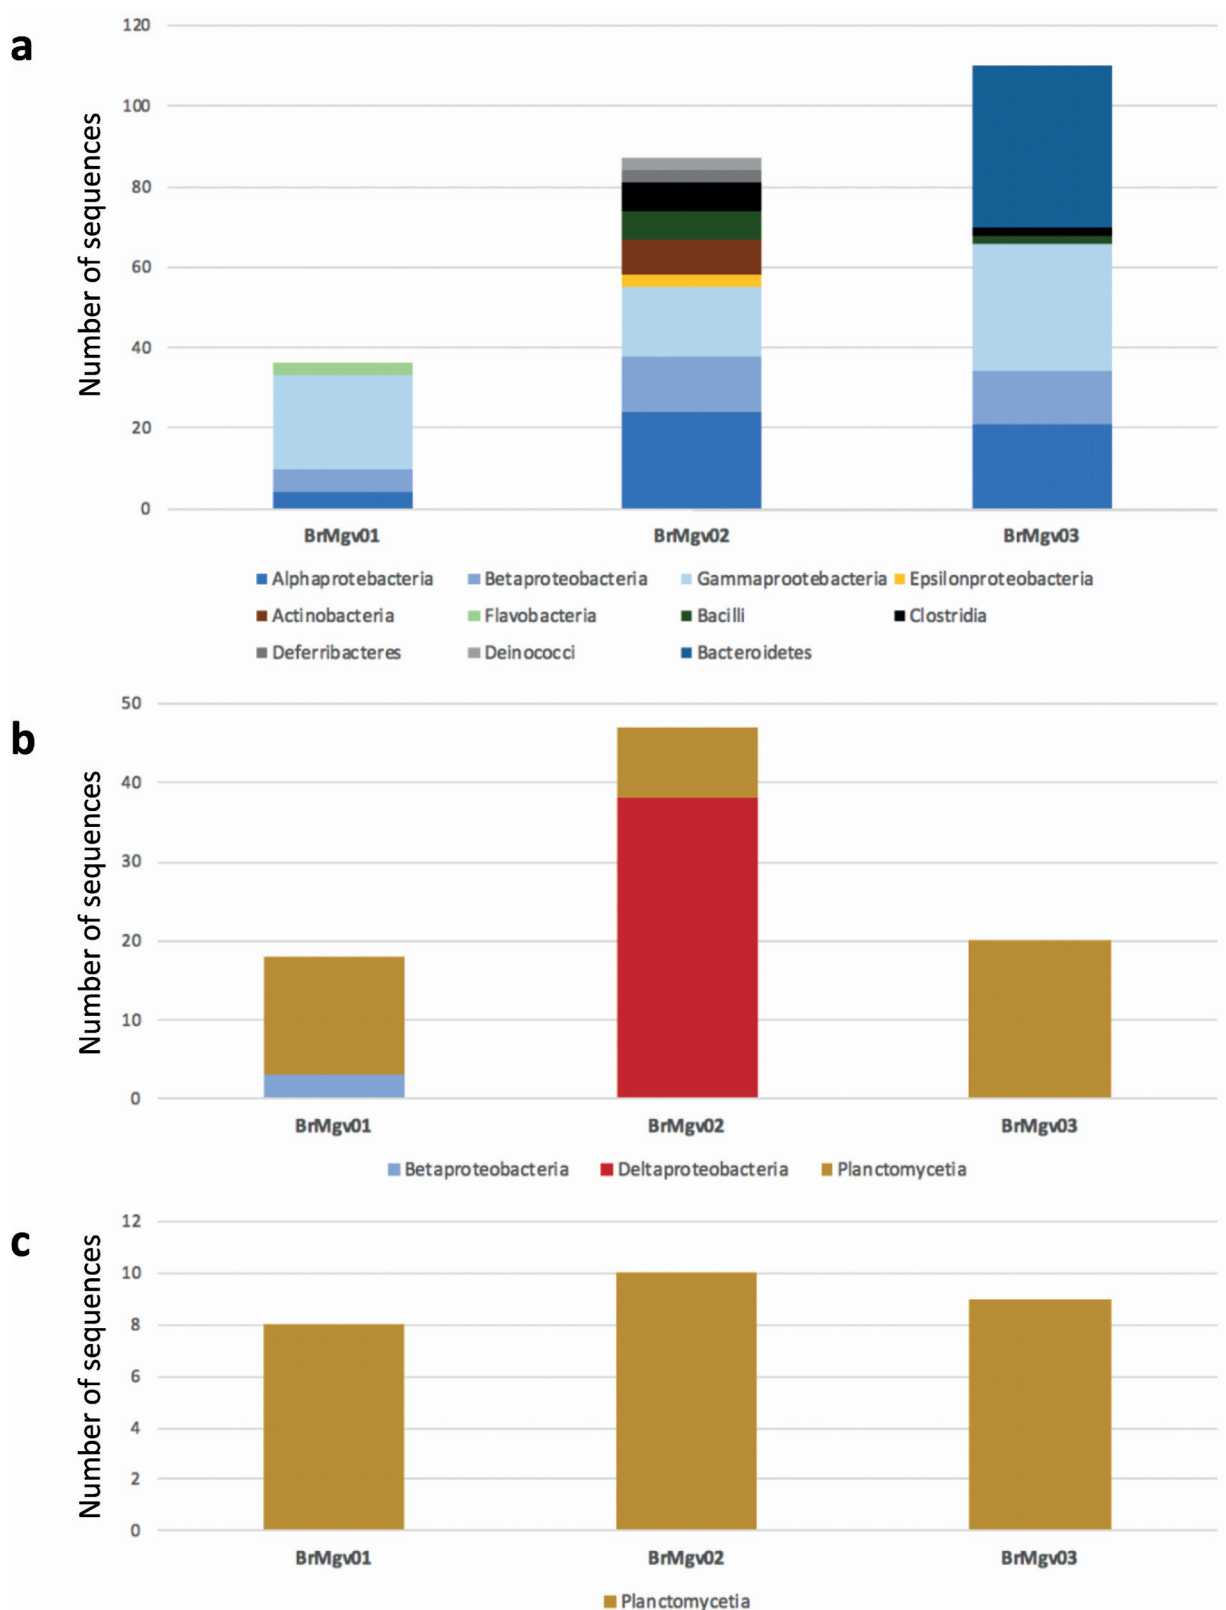 a
Number of sequences
120
100
80
60
40
20
0
BrMgv01 BrMgv02 BrMgv03
Alphaprotebacteria Betaproteobacteria Gammaprootebacteria Epsilonproteobacteria
Actinobacteria Flavobacteria Bacilli Clostridia
Deferribacteres Deinococci Bacteroidetes
b
Number of sequences
50
40
30
20
10
0
BrMgv01 BrMgv02 BrMgv03
Betaproteobacteria Deltaproteobacteria Planctomycetia
c
Number of sequences
12
10
8
6
4
2
0
BrMgv01 BrMgv02 BrMgv03
Planctomycetia